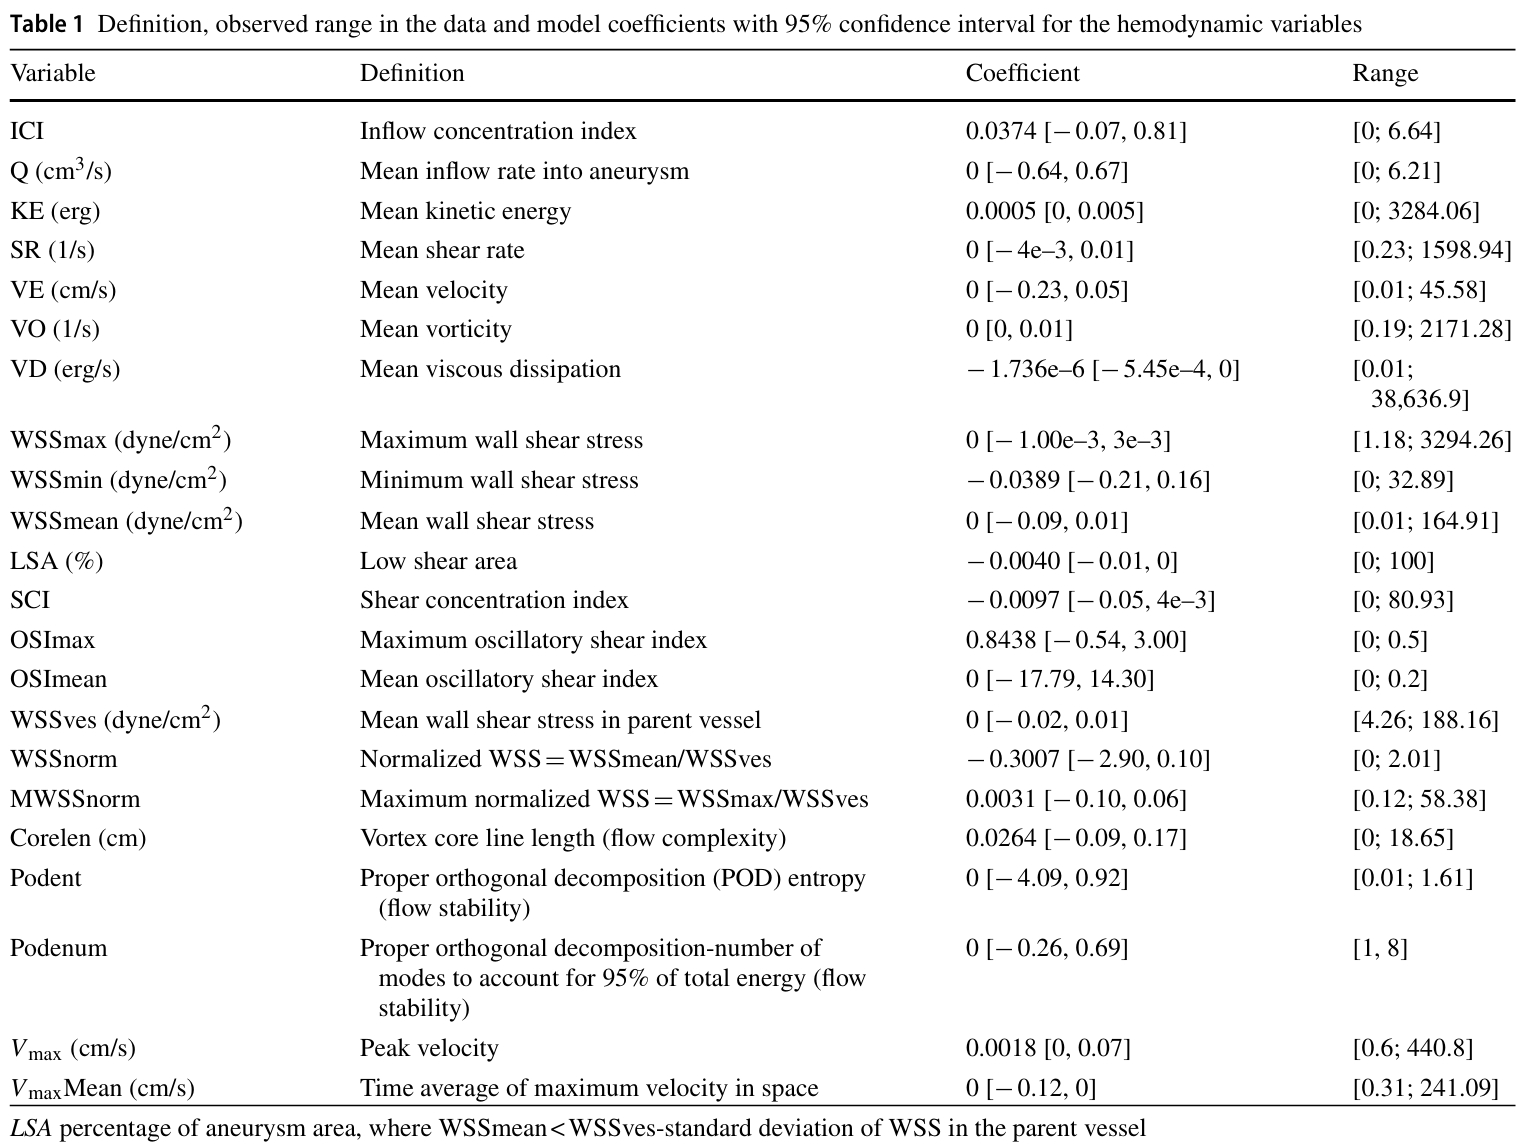 Table 1 Definition, observed range in the data and model coefficients with 95% confidence interval for the hemodynamic variables
Variable Definition Coefficient Range
ICI Inflow concentration index 0.0374 [− 0.07, 0.81] [0; 6.64]
Q (cm³/s) Mean inflow rate into aneurysm 0 [− 0.64, 0.67] [0; 6.21]
KE (erg) Mean kinetic energy 0.0005 [0, 0.005] [0; 3284.06]
SR (1/s) Mean shear rate 0 [− 4e–3, 0.01] [0.23; 1598.94]
VE (cm/s) Mean velocity 0 [− 0.23, 0.05] [0.01; 45.58]
VO (1/s) Mean vorticity 0 [0, 0.01] [0.19; 2171.28]
VD (erg/s) Mean viscous dissipation − 1.736e–6 [− 5.45e–4, 0] [0.01;
38,636.9]
WSSmax (dyne/cm²) Maximum wall shear stress 0 [− 1.00e–3, 3e–3] [1.18; 3294.26]
WSSmin (dyne/cm²) Minimum wall shear stress − 0.0389 [− 0.21, 0.16] [0; 32.89]
WSSmean (dyne/cm²) Mean wall shear stress 0 [− 0.09, 0.01] [0.01; 164.91]
LSA (%) Low shear area − 0.0040 [− 0.01, 0] [0; 100]
SCI Shear concentration index − 0.0097 [− 0.05, 4e–3] [0; 80.93]
OSImax Maximum oscillatory shear index 0.8438 [− 0.54, 3.00] [0; 0.5]
OSImean Mean oscillatory shear index 0 [− 17.79, 14.30] [0; 0.2]
WSSves (dyne/cm²) Mean wall shear stress in parent vessel 0 [− 0.02, 0.01] [4.26; 188.16]
WSSnorm Normalized WSS = WSSmean/WSSves − 0.3007 [− 2.90, 0.10] [0; 2.01]
MWSSnorm Maximum normalized WSS = WSSmax/WSSves 0.0031 [− 0.10, 0.06] [0.12; 58.38]
Corelen (cm) Vortex core line length (flow complexity) 0.0264 [− 0.09, 0.17] [0; 18.65]
Podent Proper orthogonal decomposition (POD) entropy 0 [− 4.09, 0.92] [0.01; 1.61]
(flow stability)
Podenum Proper orthogonal decomposition-number of 0 [− 0.26, 0.69] [1, 8]
modes to account for 95% of total energy (flow
stability)
Vmax (cm/s) Peak velocity 0.0018 [0, 0.07] [0.6; 440.8]
VmaxMean (cm/s) Time average of maximum velocity in space 0 [− 0.12, 0] [0.31; 241.09]
LSA percentage of aneurysm area, where WSSmean < WSSves-standard deviation of WSS in the parent vessel